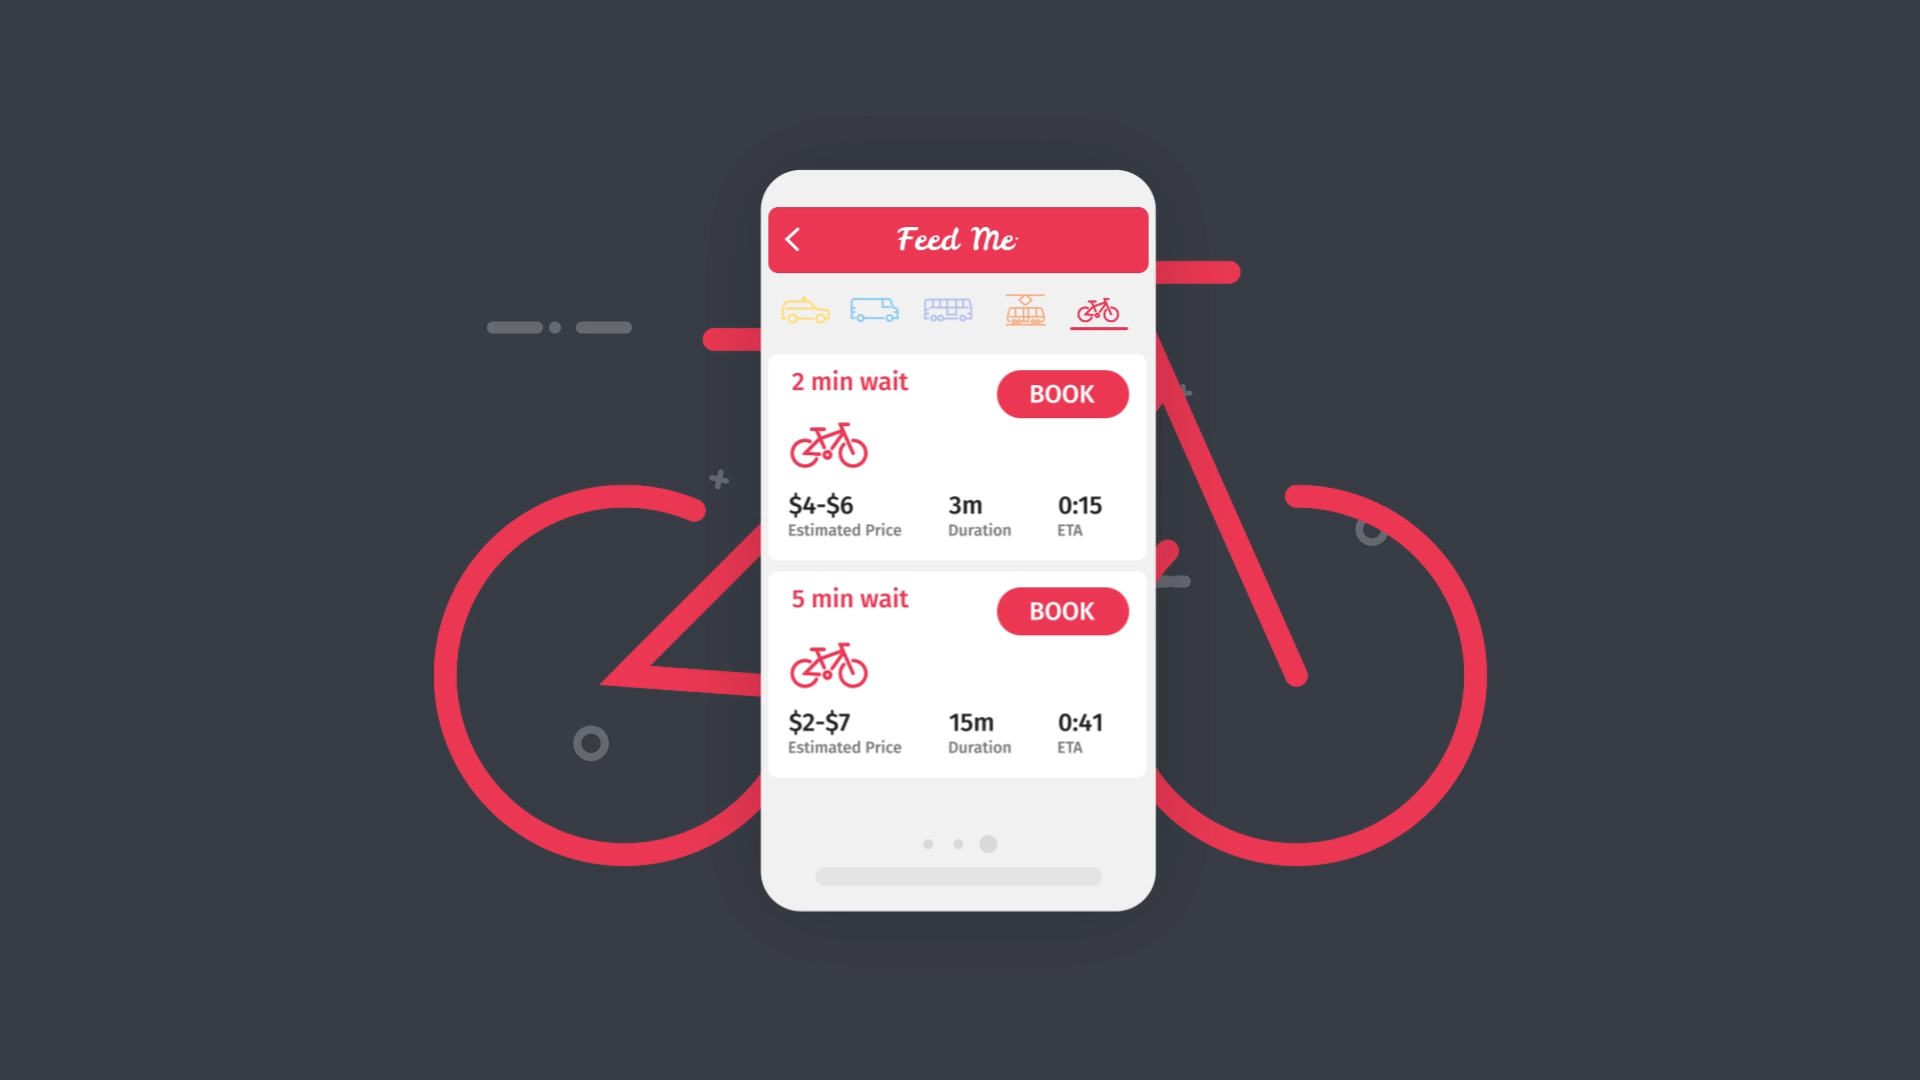 Feed Me
2 min wait
BOOK
$4-$6 3m 0:15
Estimated Price Duration ETA
5 min wait
BOOK
$2-$7 15m 0:41
Estimated Price Duration ETA